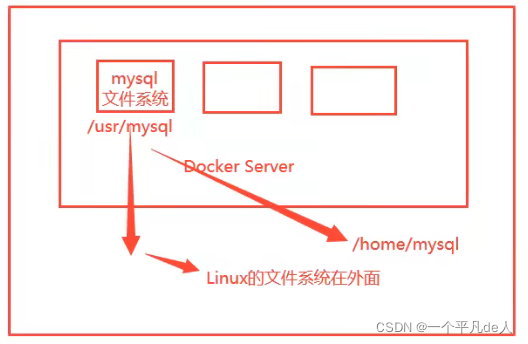 mysql
文件系统
/usr/mysql
Docker Server
/home/mysql
Linux的文件系统在外面
CSDN @一个平凡de人